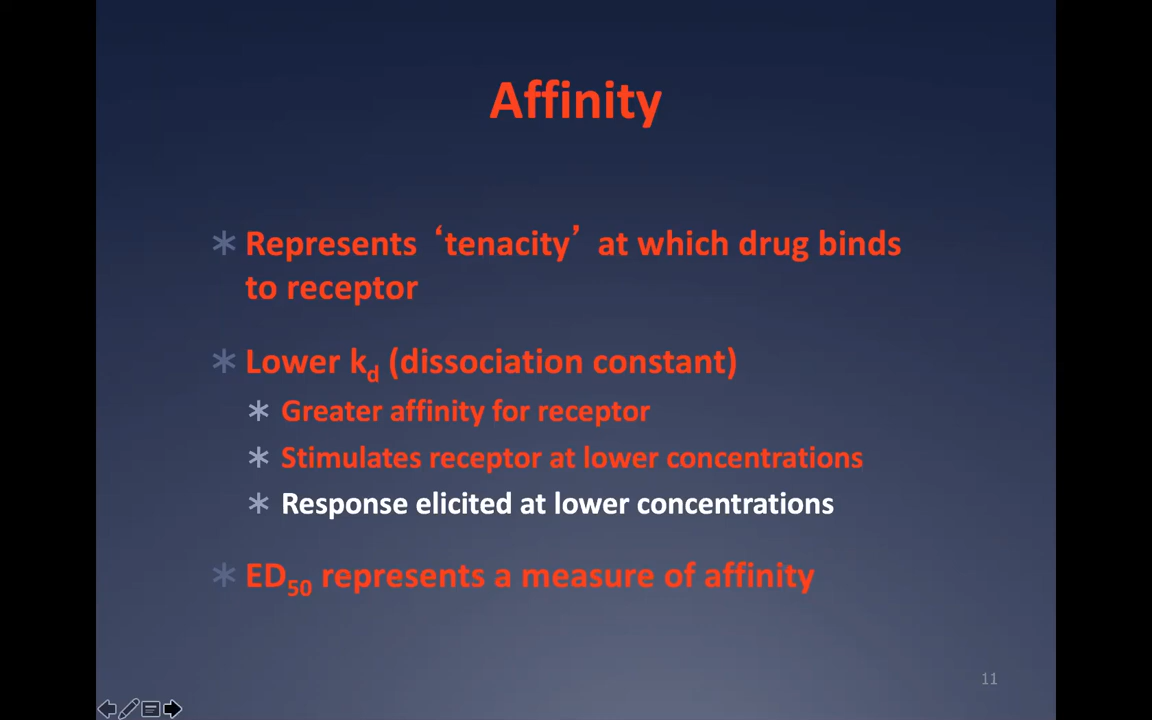 Affinity
Represents ‘tenacity’ at which drug binds
to receptor
Lower kd (dissociation constant)
Greater affinity for receptor
Stimulates receptor at lower concentrations
Response elicited at lower concentrations
ED50 represents a measure of affinity
11